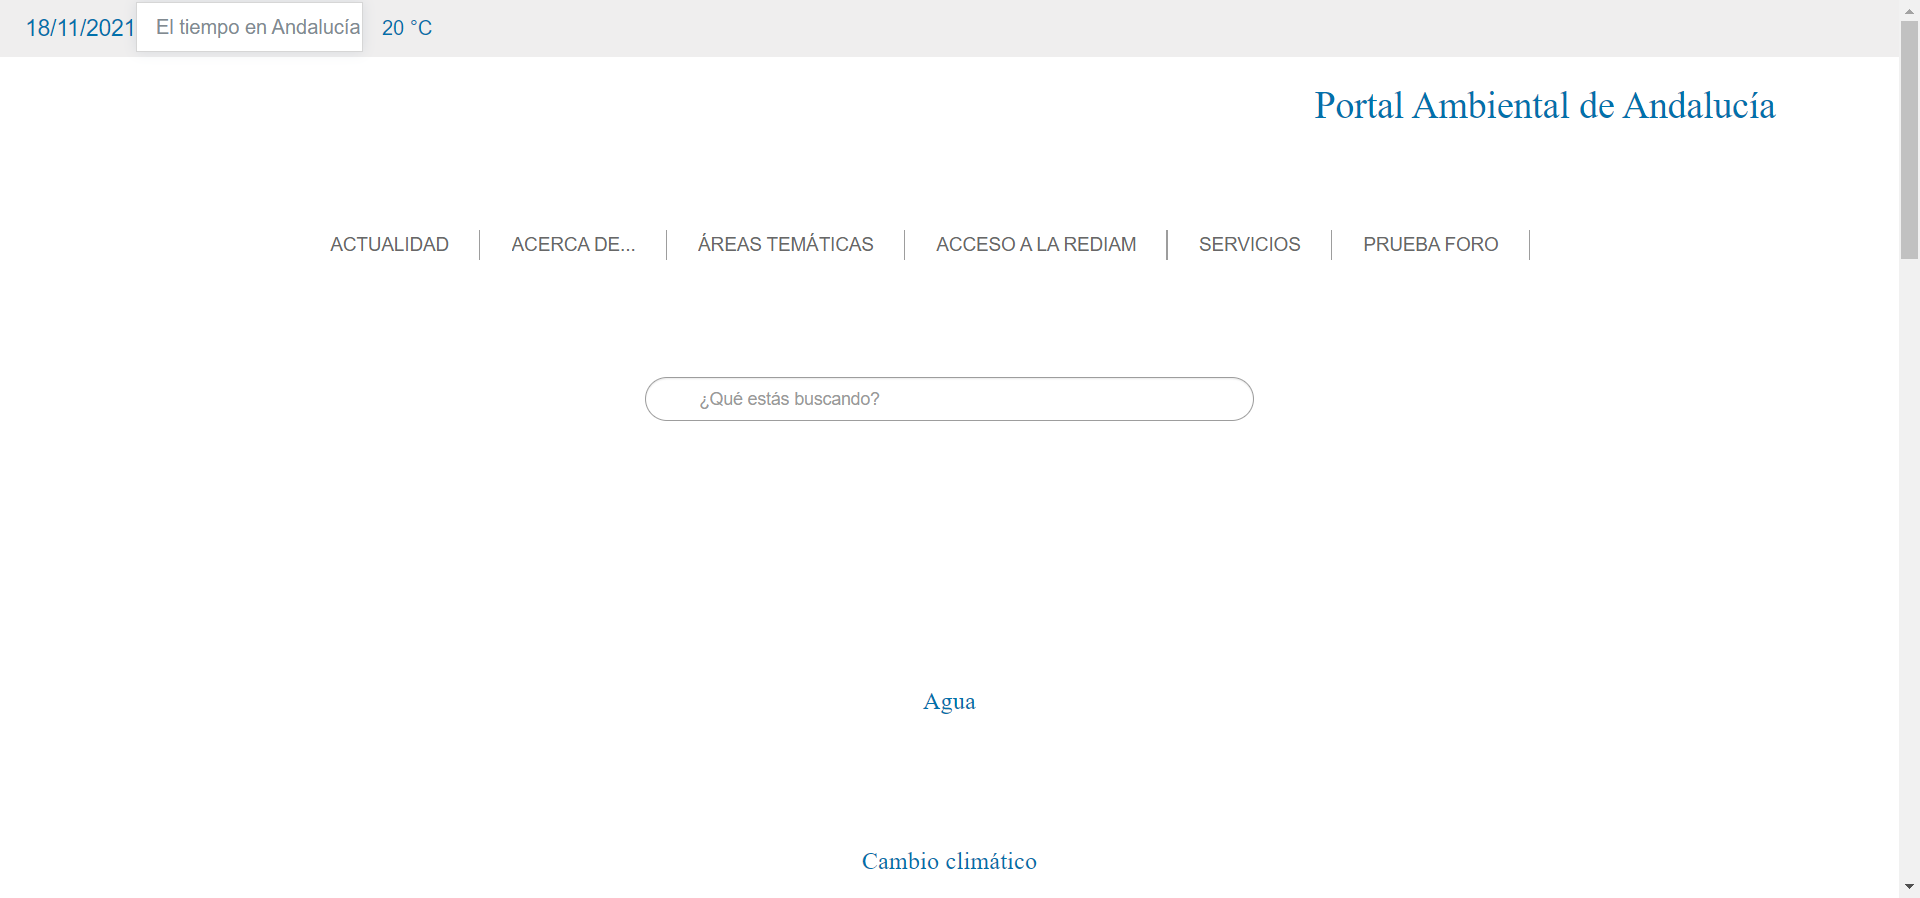 18/11/2021 El tiempo en Andalucía 20 °C
Portal Ambiental de Andalucía
ACTUALIDAD ACERCA DE... ÁREAS TEMÁTICAS ACCESO A LA REDIAM SERVICIOS PRUEBA FORO
¿Qué estás buscando?
Agua
Cambio climático